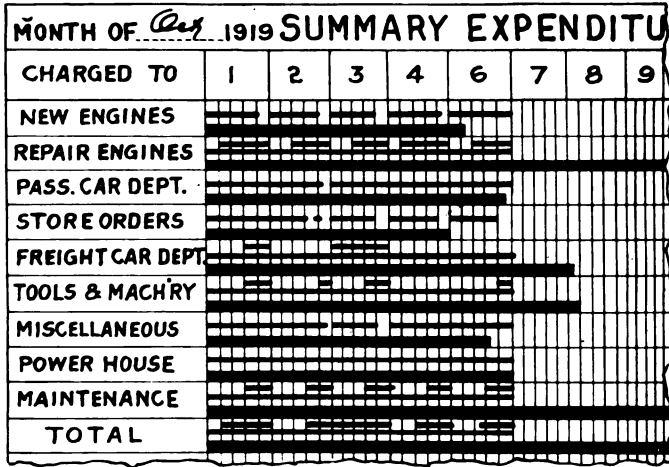 MONTH OF Oct 1919 SUMMARY EXPENDITU
CHARGED TO 1 2 3 4 6 7 8 9
NEW ENGINES
REPAIR ENGINES
PASS. CAR DEPT.
STORE ORDERS
FREIGHT CAR DEPT.
TOOLS & MACH'RY
MISCELLANEOUS
POWER HOUSE
MAINTENANCE
TOTAL